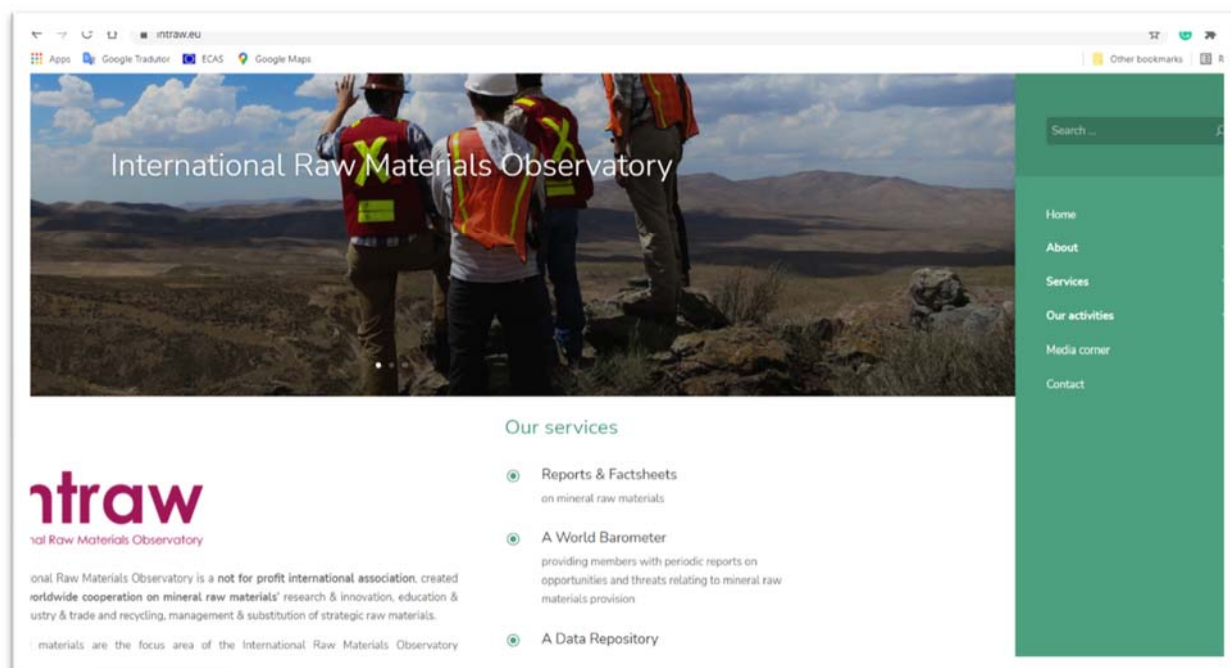 intraw.eu
Apps Google Tradutor ECAS Google Maps Other bookmarks R
International Raw Materials Observatory
Search ...
Home
About
Services
Our activities
Media corner
Contact
ntraw
nal Raw Materials Observatory
onal Raw Materials Observatory is a not for profit international association, created
vorldwide cooperation on mineral raw materials' research & innovation, education &
ustry & trade and recycling, management & substitution of strategic raw materials.
materials are the focus area of the International Raw Materials Observatory
Our services
Reports & Factsheets
on mineral raw materials
A World Barometer
providing members with periodic reports on
opportunities and threats relating to mineral raw
materials provision
A Data Repository